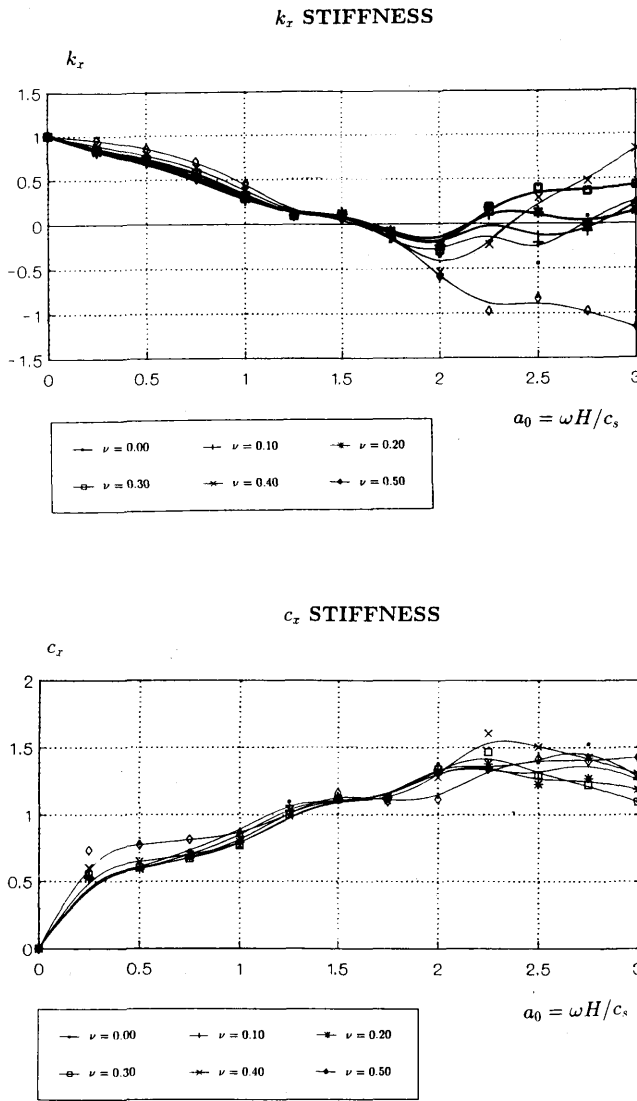 k_x STIFFNESS
k_x
1.5
1
0.5
0
−0.5
−1
−1.5
0 0.5 1 1.5 2 2.5 3
a_0 = ωH/c_s
ν = 0.00 ν = 0.10 ν = 0.20
ν = 0.30 ν = 0.40 ν = 0.50
c_x STIFFNESS
c_x
2
1.5
1
0.5
0
0 0.5 1 1.5 2 2.5 3
a_0 = ωH/c_s
ν = 0.00 ν = 0.10 ν = 0.20
ν = 0.30 ν = 0.40 ν = 0.50